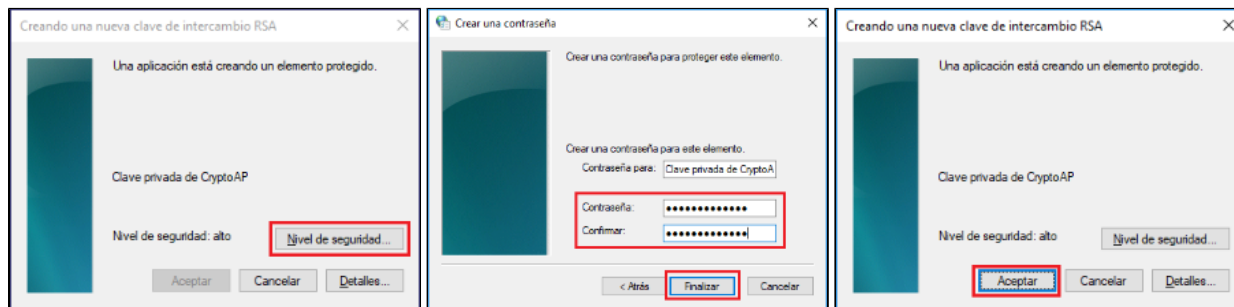 Creando una nueva clave de intercambio RSA
Una aplicación está creando un elemento protegido.
Clave privada de CryptoAP
Nivel de seguridad: alto
Nivel de seguridad...
Aceptar
Cancelar
Detalles...
Crear una contraseña
Crear una contraseña para proteger este elemento.
Crear una contraseña para este elemento.
Contraseña para:
Clave privada de CryptoA
Contraseña:
●●●●●●●●●●●●●
Confirmar:
●●●●●●●●●●●●●
< Atrás
Finalizar
Cancelar
Creando una nueva clave de intercambio RSA
Una aplicación está creando un elemento protegido.
Clave privada de CryptoAP
Nivel de seguridad: alto
Nivel de seguridad...
Aceptar
Cancelar
Detalles...